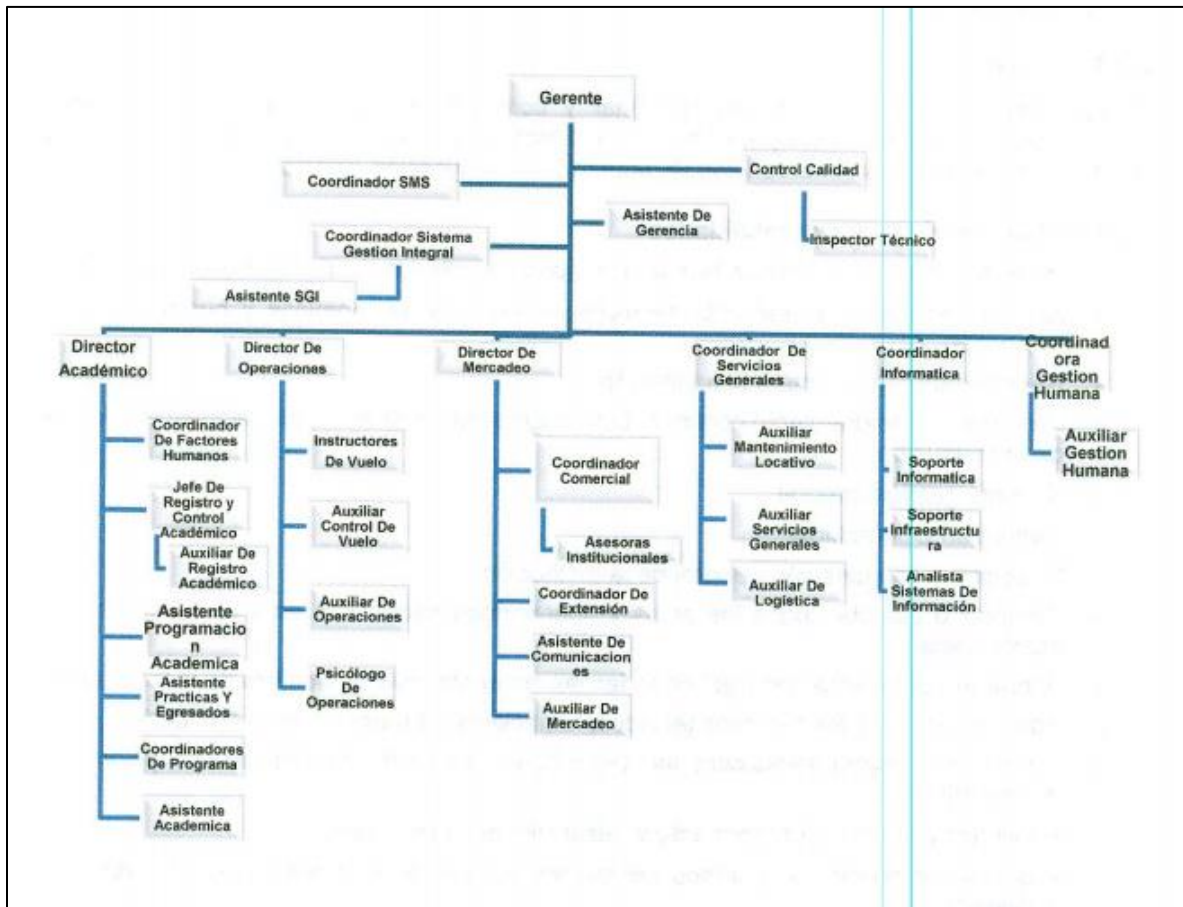 Gerente
Coordinador SMS
Control Calidad
Asistente De
Gerencia
Coordinador Sistema
Gestion Integral
Inspector Técnico
Asistente SGI
Director
Académico
Director De
Operaciones
Director De
Mercadeo
Coordinador De
Servicios
Generales
Coordinador
Informatica
Coordinad
ora
Gestion
Humana
Coordinador
De Factores
Humanos
Jefe De
Registro y
Control
Académico
Auxiliar De
Registro
Académico
Asistente
Programacio
n
Academica
Asistente
Practicas Y
Egresados
Coordinadores
De Programa
Asistente
Academica
Instructores
De Vuelo
Auxiliar
Control De
Vuelo
Auxiliar De
Operaciones
Psicólogo
De
Operaciones
Coordinador
Comercial
Asesoras
Institucionales
Coordinador De
Extensión
Asistente De
Comunicacion
es
Auxiliar De
Mercadeo
Auxiliar
Mantenimiento
Locativo
Auxiliar
Servicios
Generales
Auxiliar De
Logística
Soporte
Informatica
Soporte
Infraestructu
ra
Analista
Sistemas De
Información
Auxiliar
Gestion
Humana